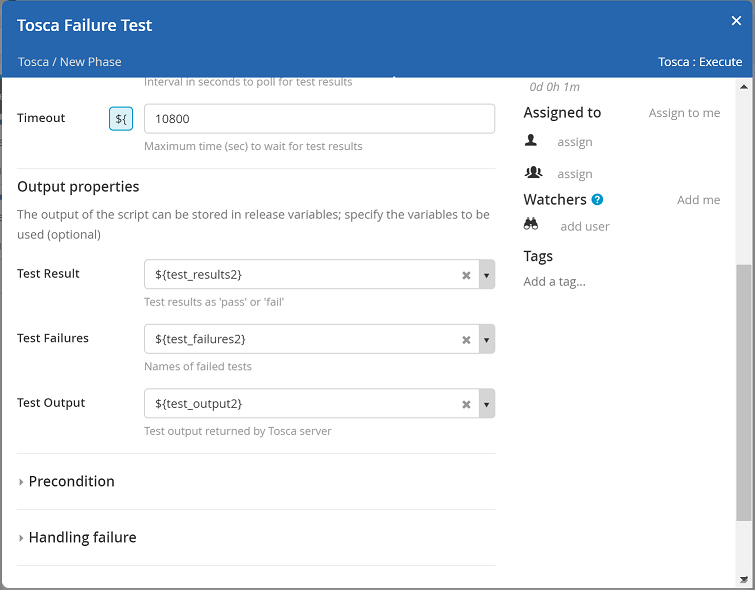 Tosca Failure Test
×
Tosca / New Phase
Tosca : Execute
Interval in seconds to poll for test results
Timeout
${
10800
Maximum time (sec) to wait for test results
Output properties
The output of the script can be stored in release variables; specify the variables to be
used (optional)
Test Result
${test_results2}
Test results as 'pass' or 'fail'
Test Failures
${test_failures2}
Names of failed tests
Test Output
${test_output2}
Test output returned by Tosca server
Precondition
Handling failure
0d 0h 1m
Assigned to
Assign to me
assign
assign
Watchers ?
Add me
add user
Tags
Add a tag...